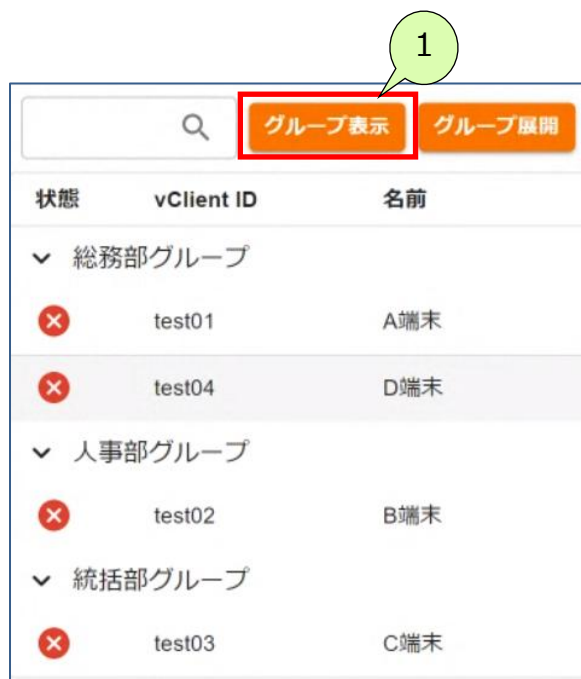 1
グループ表示 グループ展開
状態 vClient ID 名前
総務部グループ
test01 A端末
test04 D端末
人事部グループ
test02 B端末
統括部グループ
test03 C端末